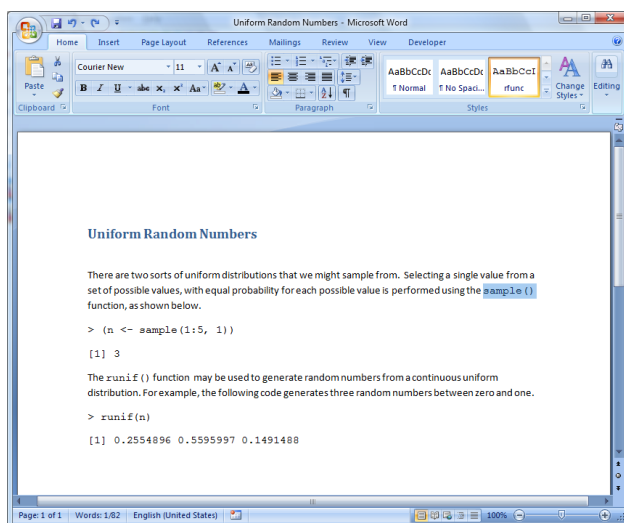 Uniform Random Numbers - Microsoft Word
Home Insert Page Layout References Mailings Review View Developer
Courier New 11
Paste
B I U abc x₂ x² Aa A
AaBbCcDc AaBbCcDc AaBbCcI
¶ Normal ¶ No Spaci... rfunc
Change Styles
Editing
Clipboard Font Paragraph Styles
Uniform Random Numbers
There are two sorts of uniform distributions that we might sample from. Selecting a single value from a
set of possible values, with equal probability for each possible value is performed using the sample()
function, as shown below.
> (n <- sample(1:5, 1))
[1] 3
The runif() function may be used to generate random numbers from a continuous uniform
distribution. For example, the following code generates three random numbers between zero and one.
> runif(n)
[1] 0.2554896 0.5595997 0.1491488
Page: 1 of 1 Words: 1/82 English (United States) 100%